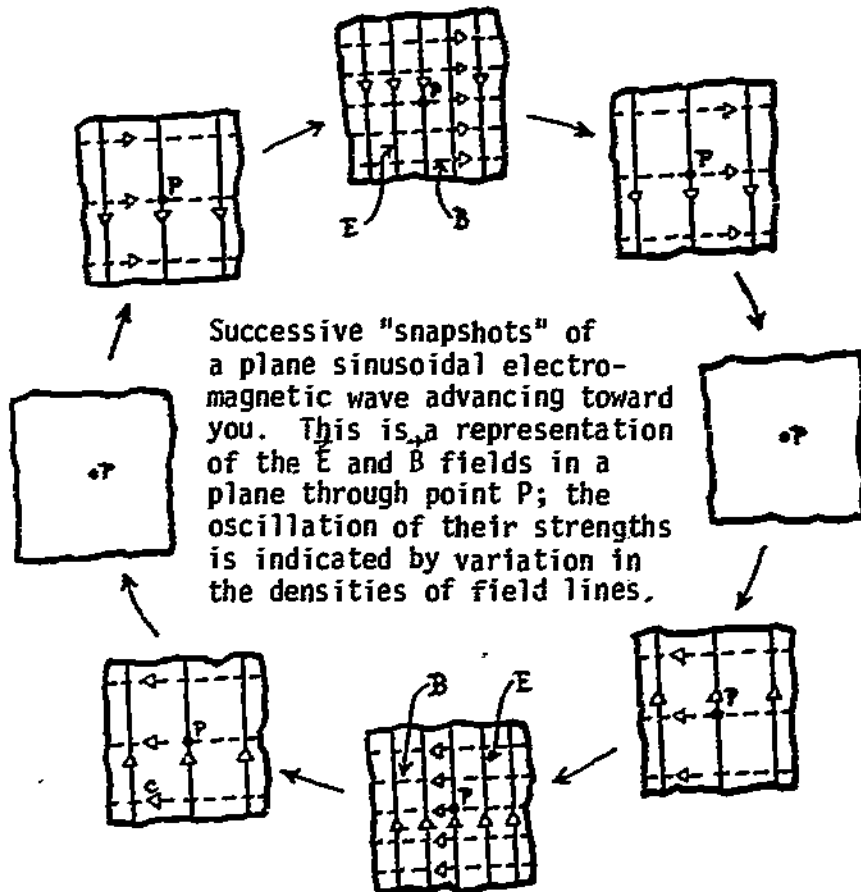 P
E
B
P
P
Successive "snapshots" of
a plane sinusoidal electro-
magnetic wave advancing toward
you. This is a representation
of the E⃗ and B⃗ fields in a
plane through point P; the
oscillation of their strengths
is indicated by variation in
the densities of field lines.
P
P
B
E
P
P
P
c